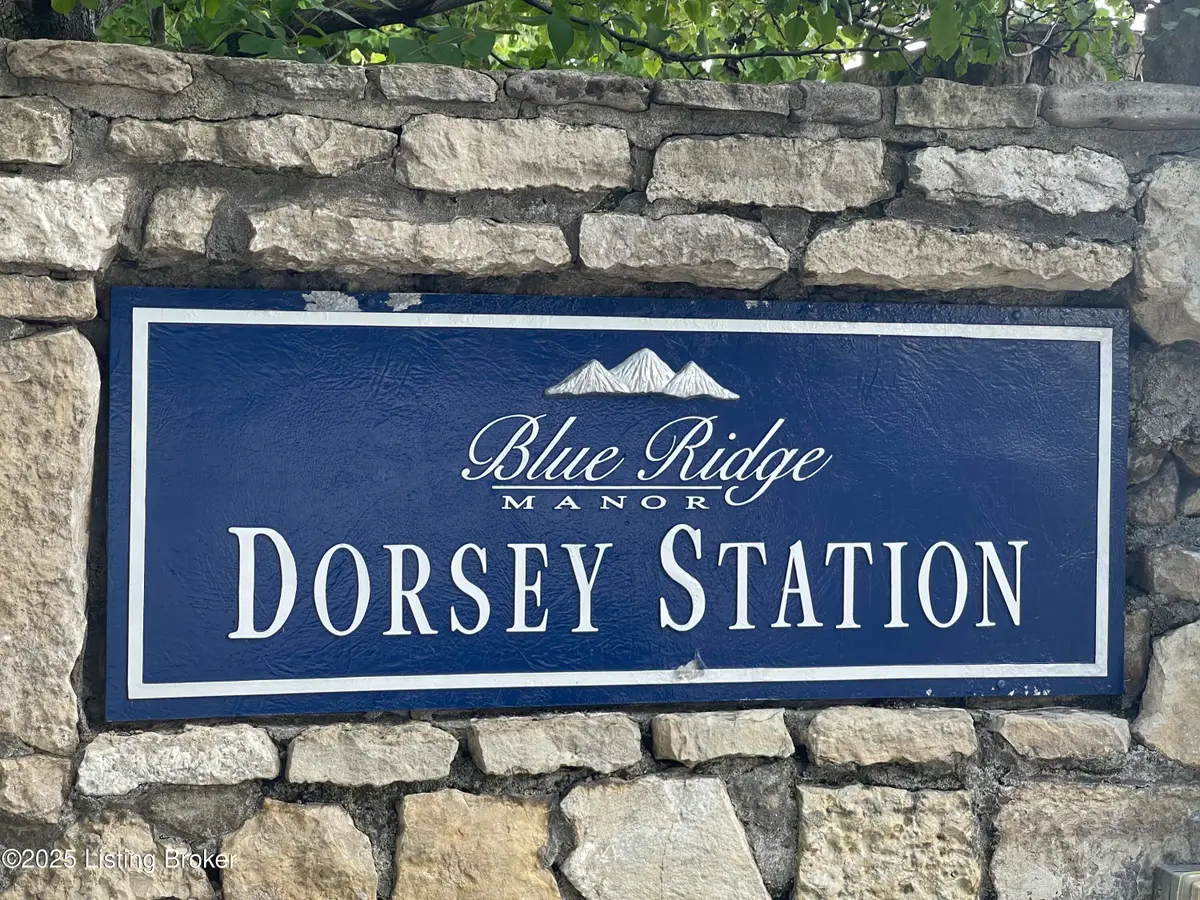 Blue Ridge
MANOR
DORSEY STATION
©2025 Listing Broker